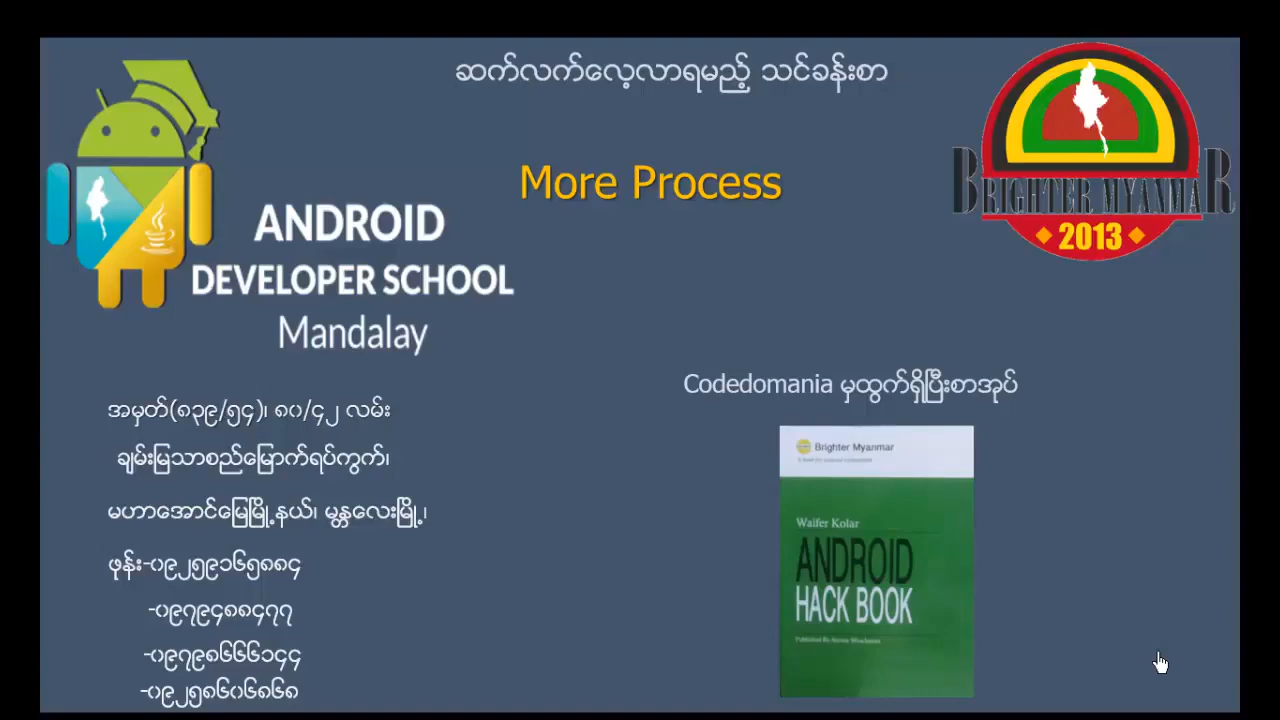 ဆက်လက်လေ့လာရမည့် သင်ခန်းစာ
More Process
BRIGHTER MYANMAR
2013
ANDROID
DEVELOPER SCHOOL
Mandalay
အမှတ်(၈၃၉/၅၄)၊ ၈၀/၄၂ လမ်း
ချမ်းမြသာစည်မြောက်ရပ်ကွက်၊
မဟာအောင်မြေမြို့နယ်၊ မန္တလေးမြို့၊
ဖုန်း-၀၉၂၅၉၁၆၅၈၈၄
-၀၉၇၉၄၈၈၄၇၇
-၀၉၇၉၈၆၆၆၁၄၄
-၀၉၂၅၈၆၀၆၈၆၈
Codedomania မှထွက်ရှိပြီးစာအုပ်
Brighter Myanmar
Waifer Kolar
ANDROID
HACK BOOK